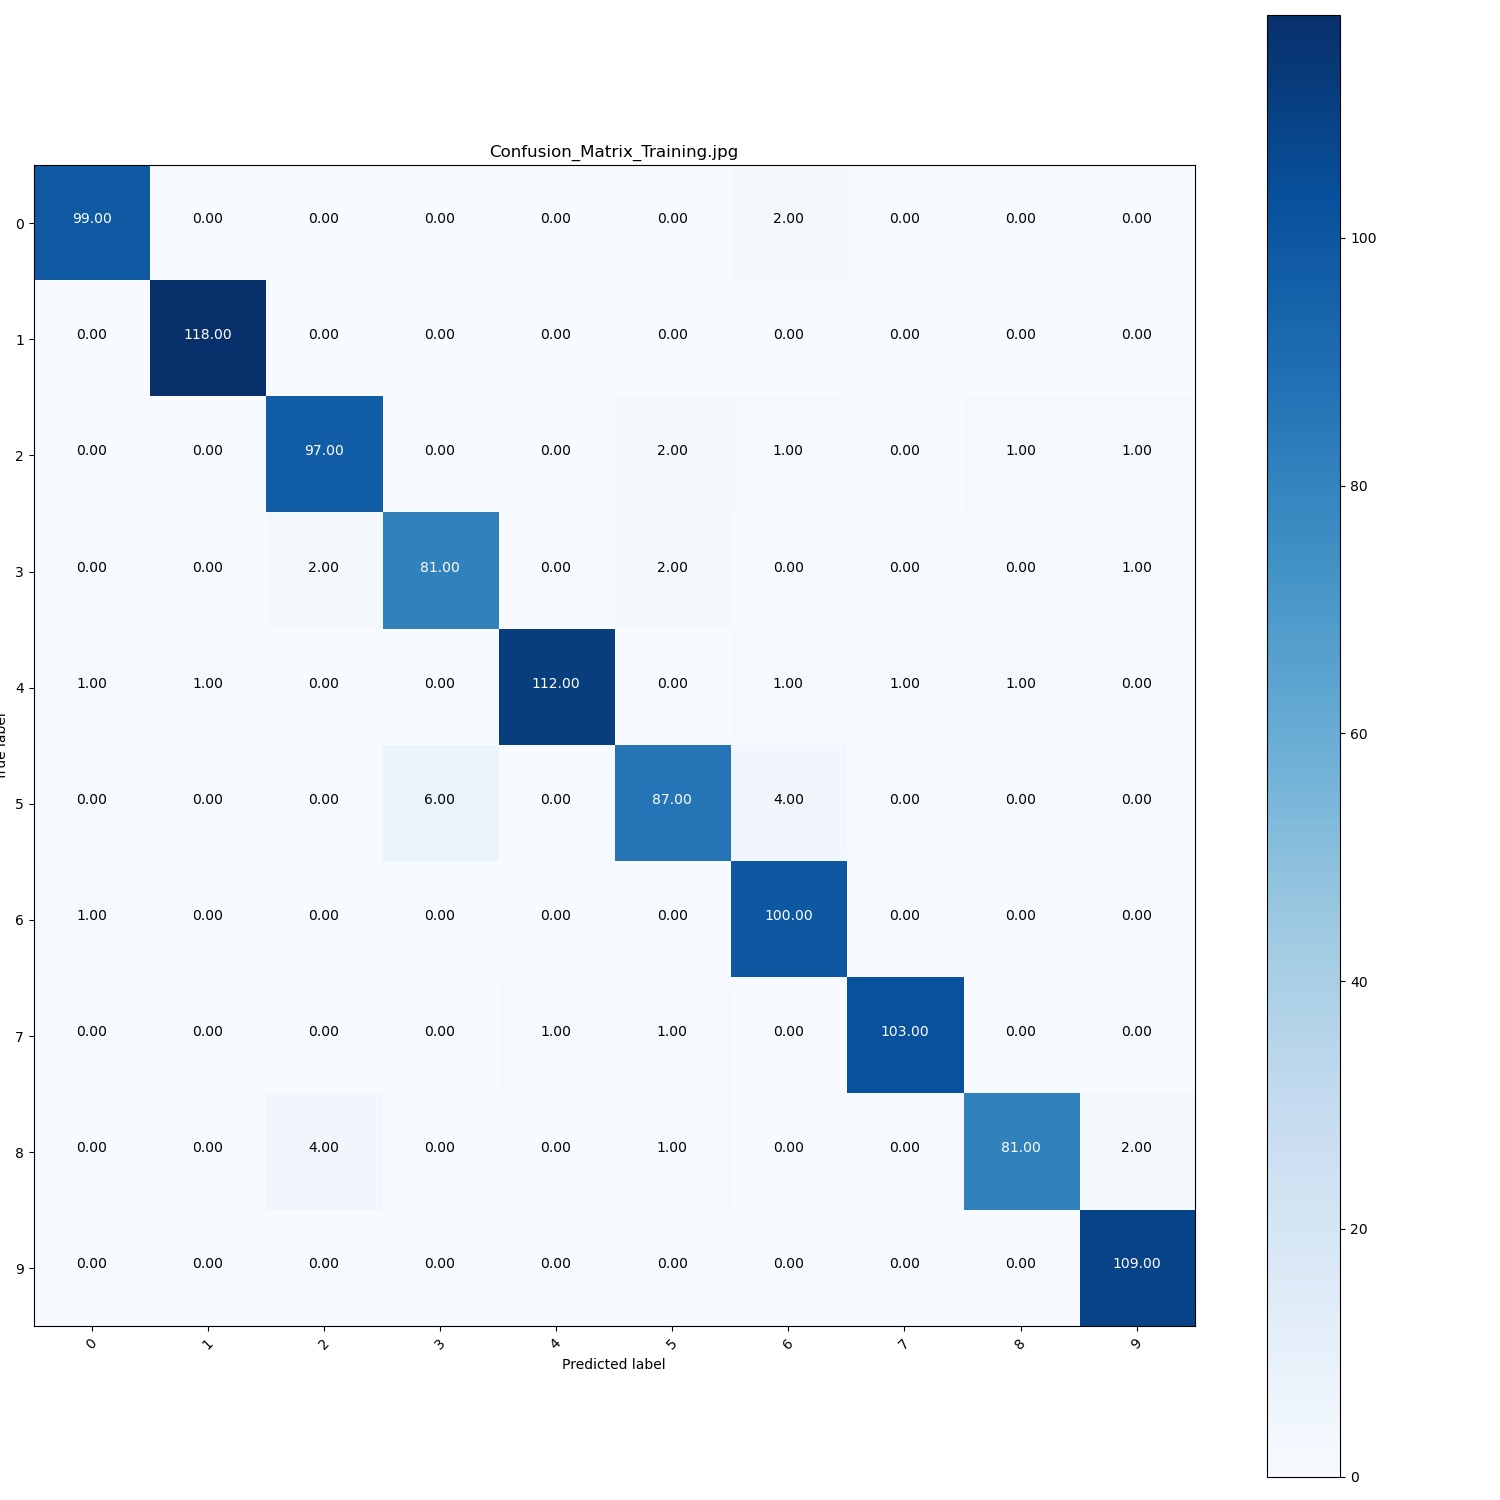 Confusion_Matrix_Training.jpg
0 99.00 0.00 0.00 0.00 0.00 0.00 2.00 0.00 0.00 0.00
1 0.00 118.00 0.00 0.00 0.00 0.00 0.00 0.00 0.00 0.00
2 0.00 0.00 97.00 0.00 0.00 2.00 1.00 0.00 1.00 1.00
3 0.00 0.00 2.00 81.00 0.00 2.00 0.00 0.00 0.00 1.00
4 1.00 1.00 0.00 0.00 112.00 0.00 1.00 1.00 1.00 0.00
5 0.00 0.00 0.00 6.00 0.00 87.00 4.00 0.00 0.00 0.00
6 1.00 0.00 0.00 0.00 0.00 0.00 100.00 0.00 0.00 0.00
7 0.00 0.00 0.00 0.00 1.00 1.00 0.00 103.00 0.00 0.00
8 0.00 0.00 4.00 0.00 0.00 1.00 0.00 0.00 81.00 2.00
9 0.00 0.00 0.00 0.00 0.00 0.00 0.00 0.00 0.00 109.00
0 1 2 3 4 5 6 7 8 9
Predicted label
True label
100
80
60
40
20
0